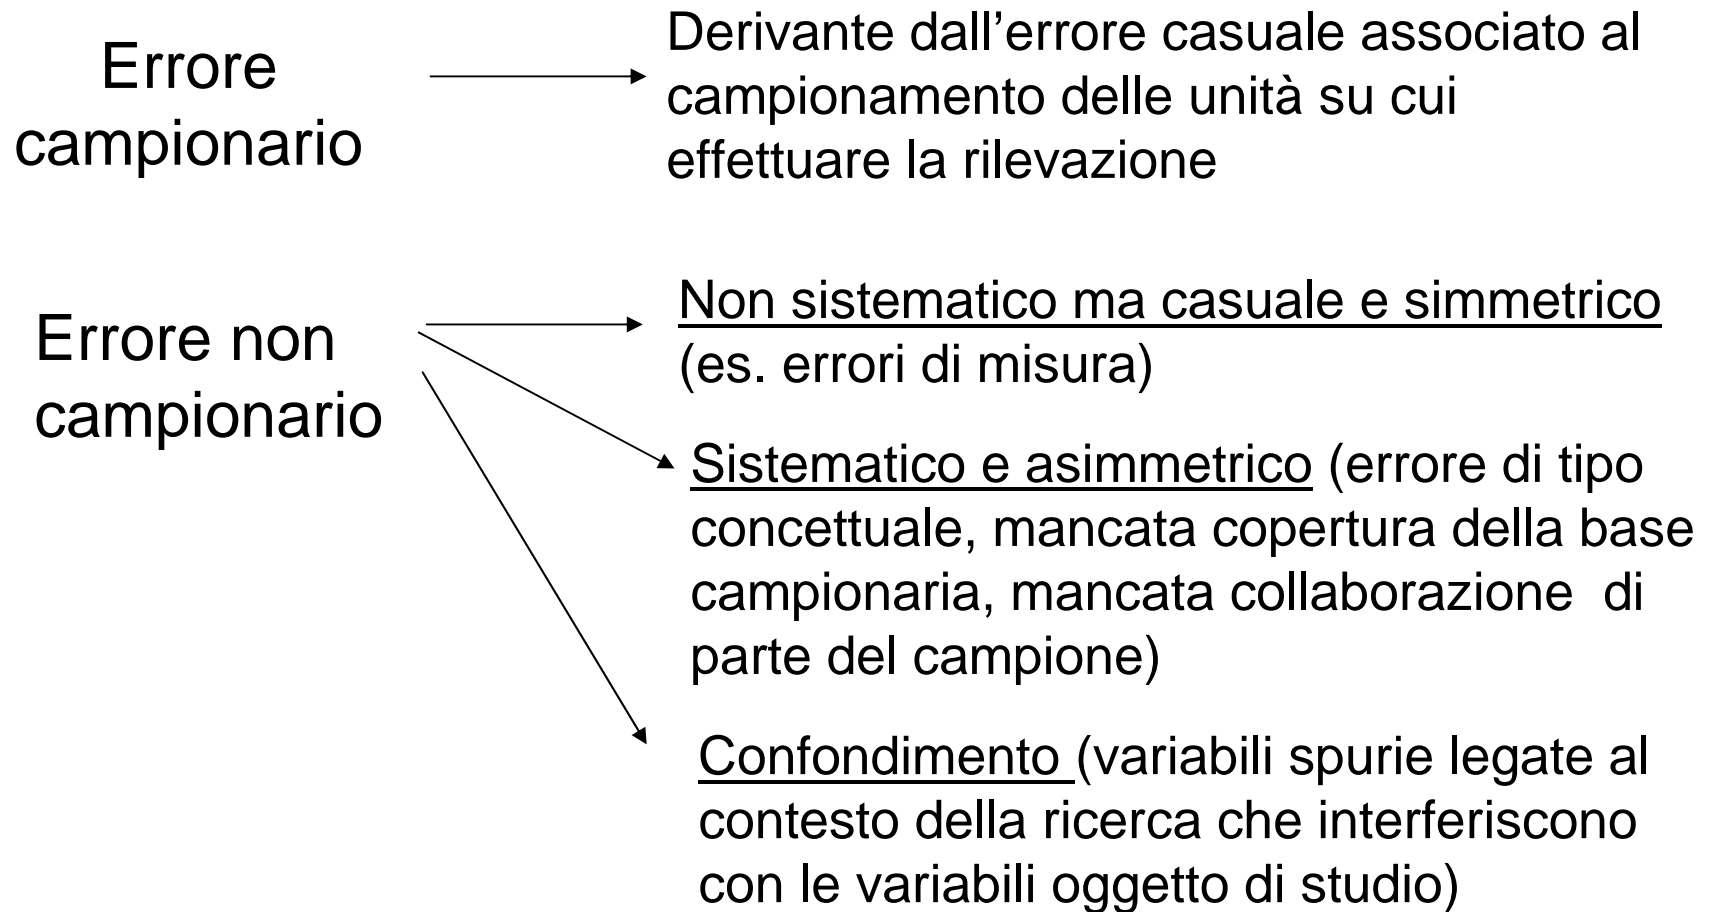 Errore
campionario
Derivante dall’errore casuale associato al
campionamento delle unità su cui
effettuare la rilevazione
Errore non
campionario
Non sistematico ma casuale e simmetrico
(es. errori di misura)
Sistematico e asimmetrico (errore di tipo
concettuale, mancata copertura della base
campionaria, mancata collaborazione di
parte del campione)
Confondimento (variabili spurie legate al
contesto della ricerca che interferiscono
con le variabili oggetto di studio)